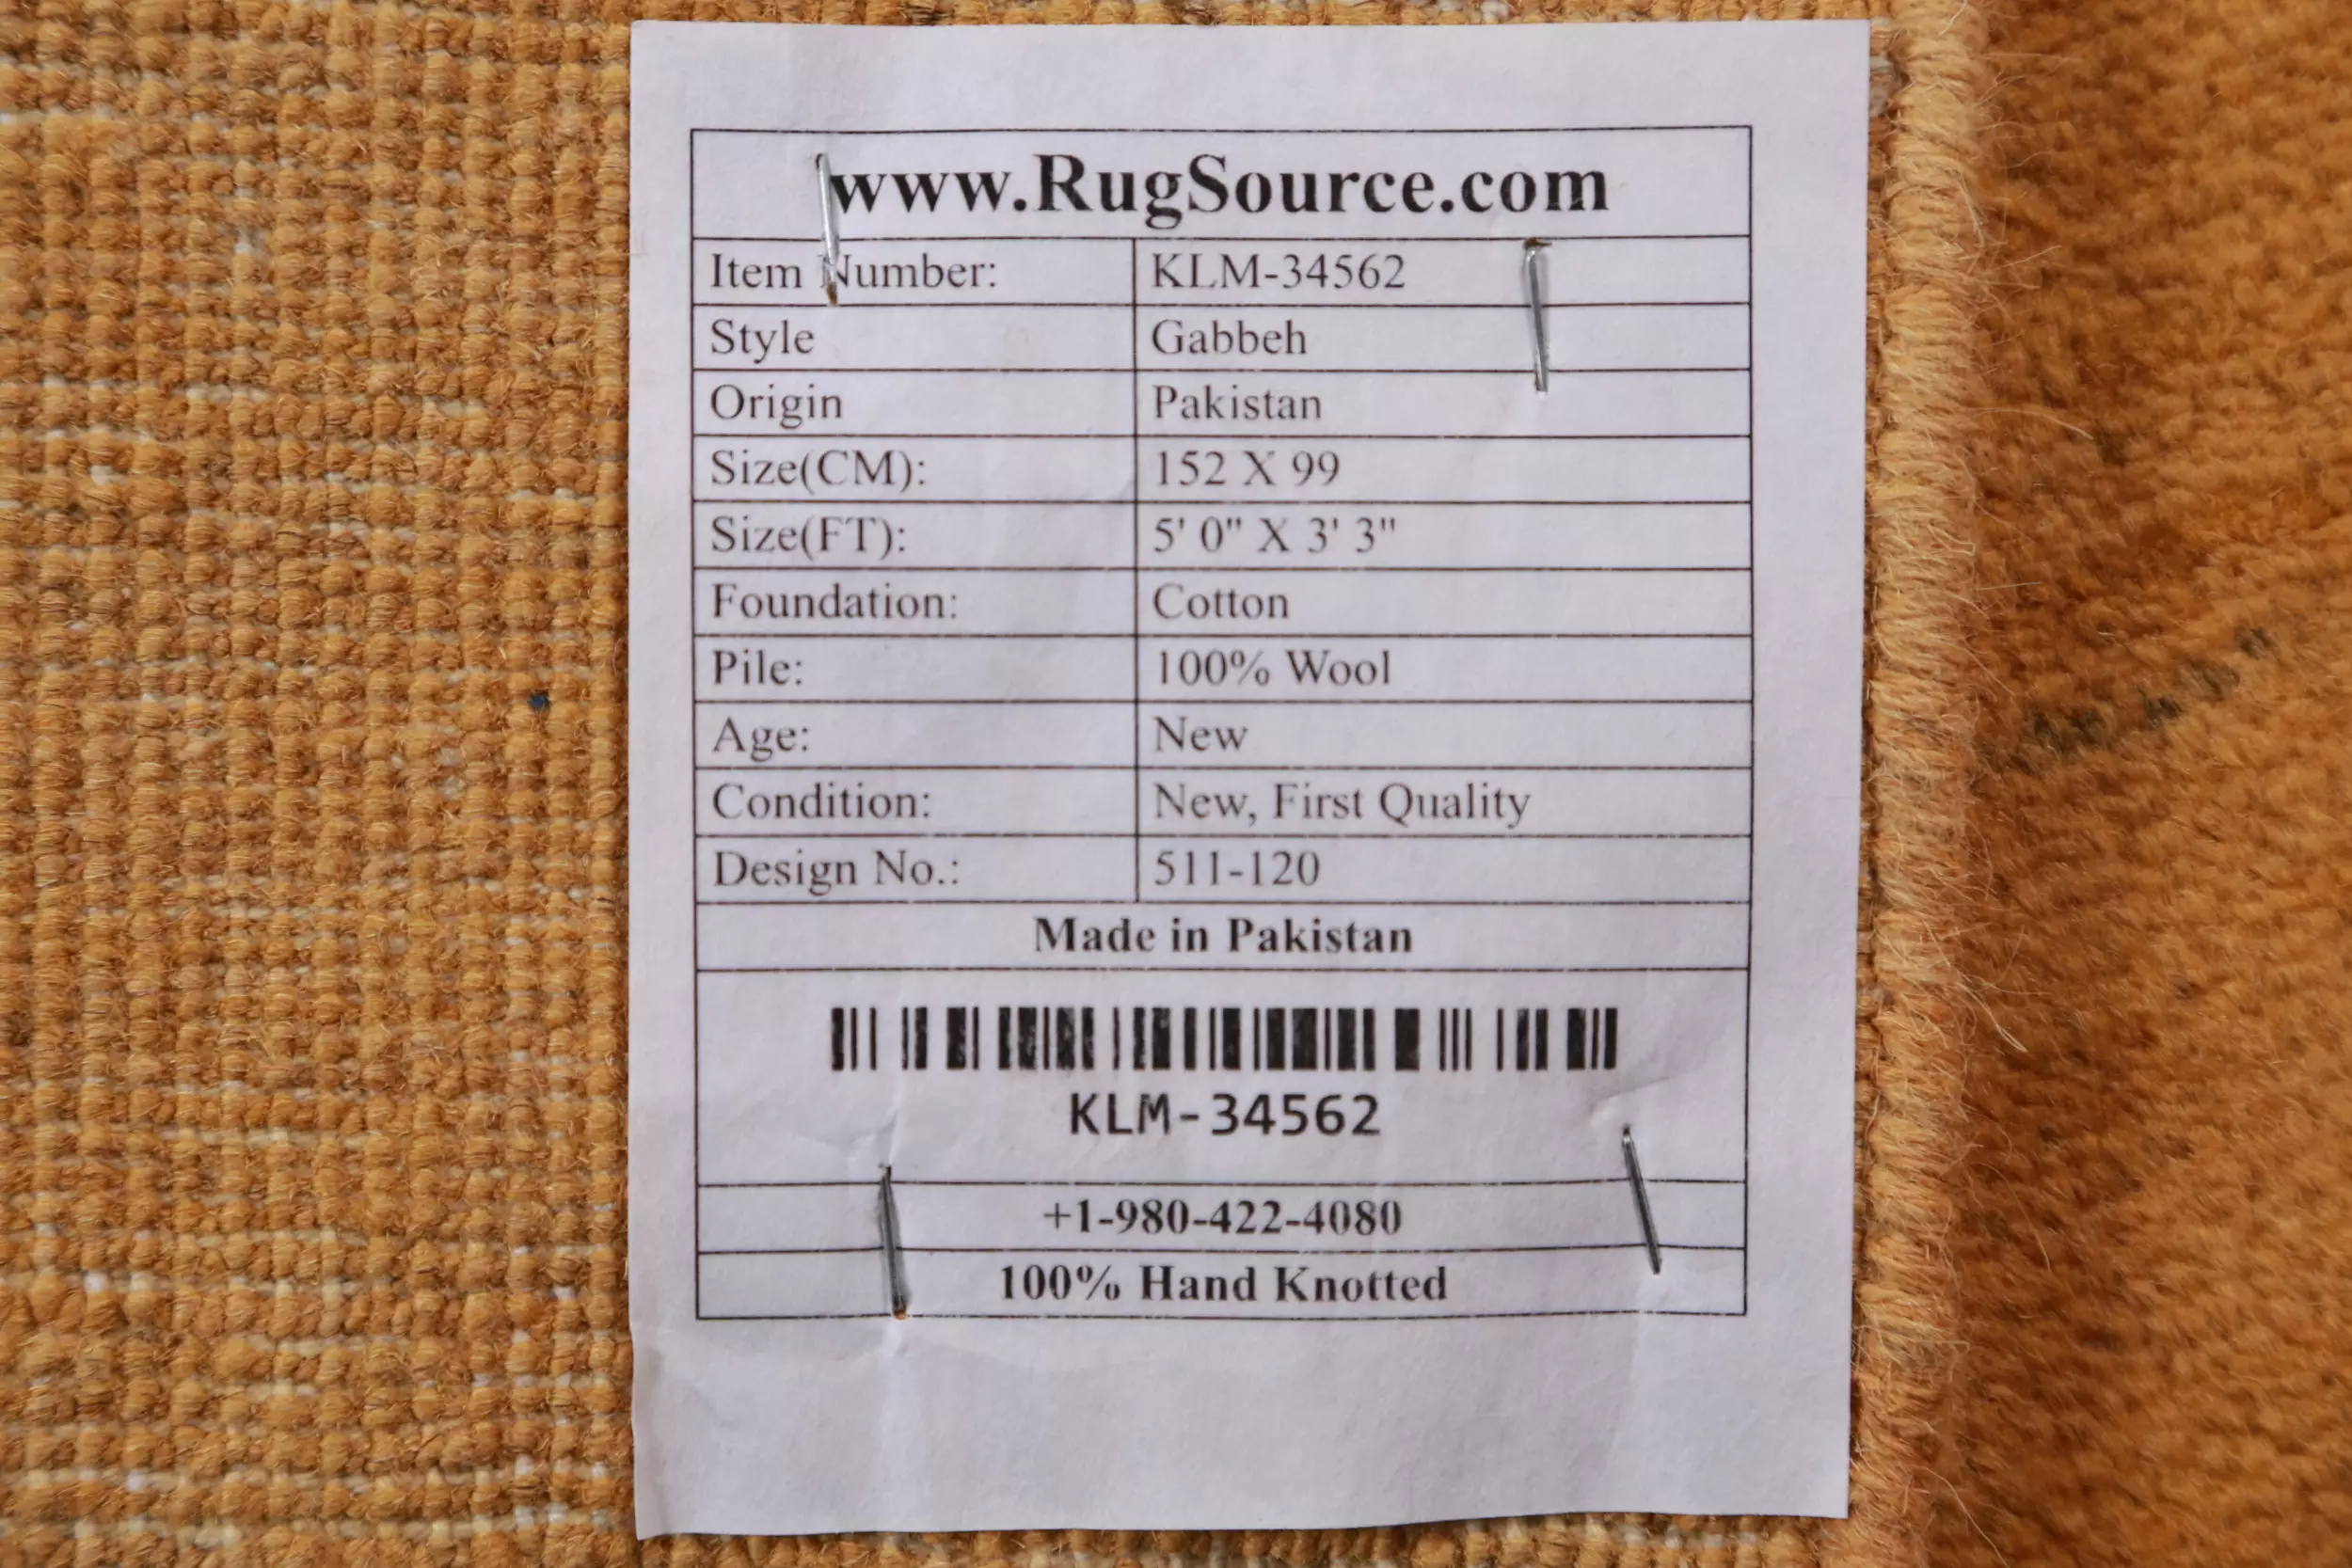 www.RugSource.com
Item Number: KLM-34562
Style Gabbeh
Origin Pakistan
Size(CM): 152 X 99
Size(FT): 5' 0" X 3' 3"
Foundation: Cotton
Pile: 100% Wool
Age: New
Condition: New, First Quality
Design No.: 511-120
Made in Pakistan
KLM-34562
+1-980-422-4080
100% Hand Knotted